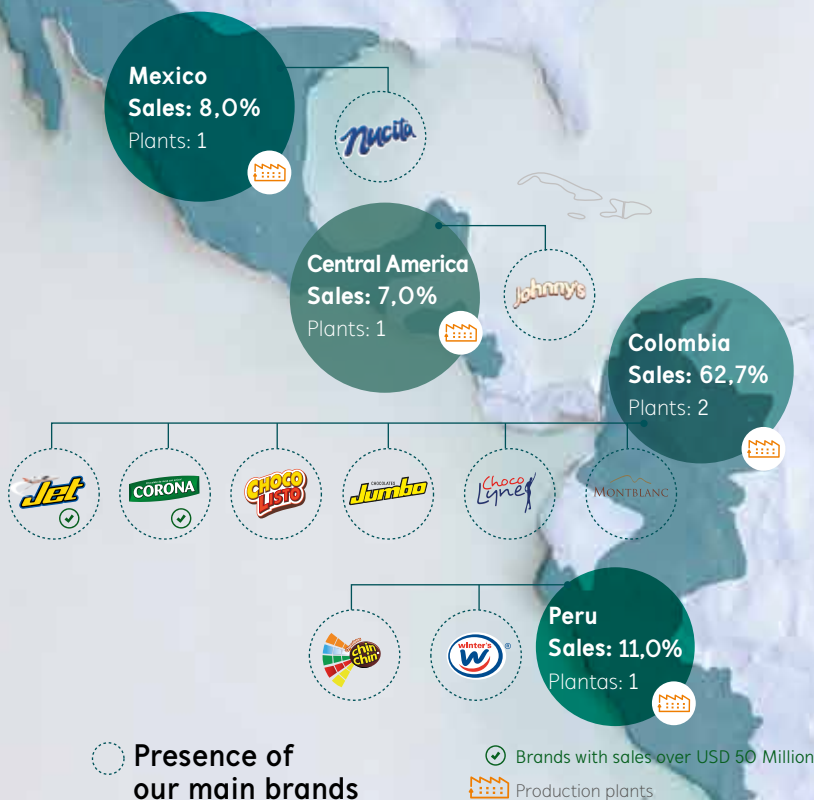 Mexico
Sales: 8,0%
Plants: 1
Nucita
Central America
Sales: 7,0%
Plants: 1
Johnny's
Colombia
Sales: 62,7%
Plants: 2
Jet
CORONA
CHOCO
LISTO
CHOCOLATES
Jumbo
Choco
Lyne
MONTBLANC
Peru
Sales: 11,0%
Plantas: 1
chin
chin
winter's
W
®
Presence of
our main brands
Brands with sales over USD 50 Million
Production plants